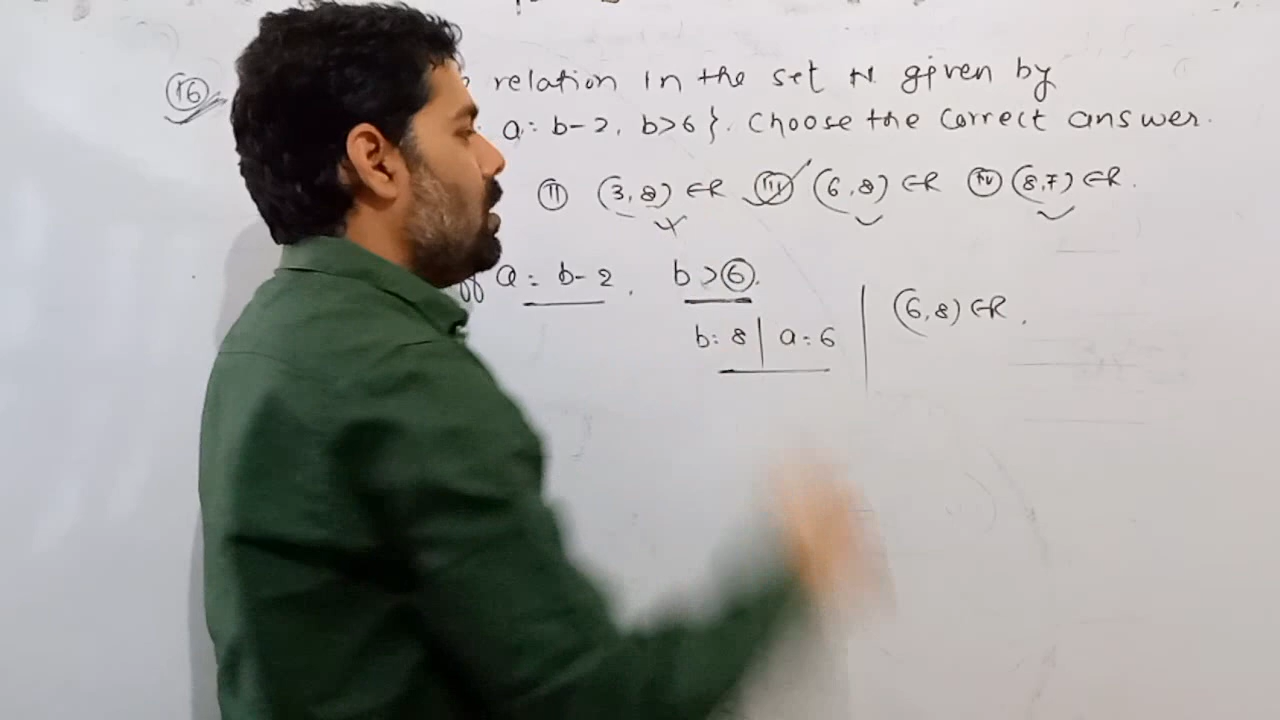 (16) relation in the set N given by
a = b-2, b>6 }. Choose the correct answer.
(ii) (3,8) ∈ R (iii) (6,8) ∈ R (iv) (8,7) ∈ R.
a = b-2, b > 6.
b = 8 | a = 6
(6,8) ∈ R.